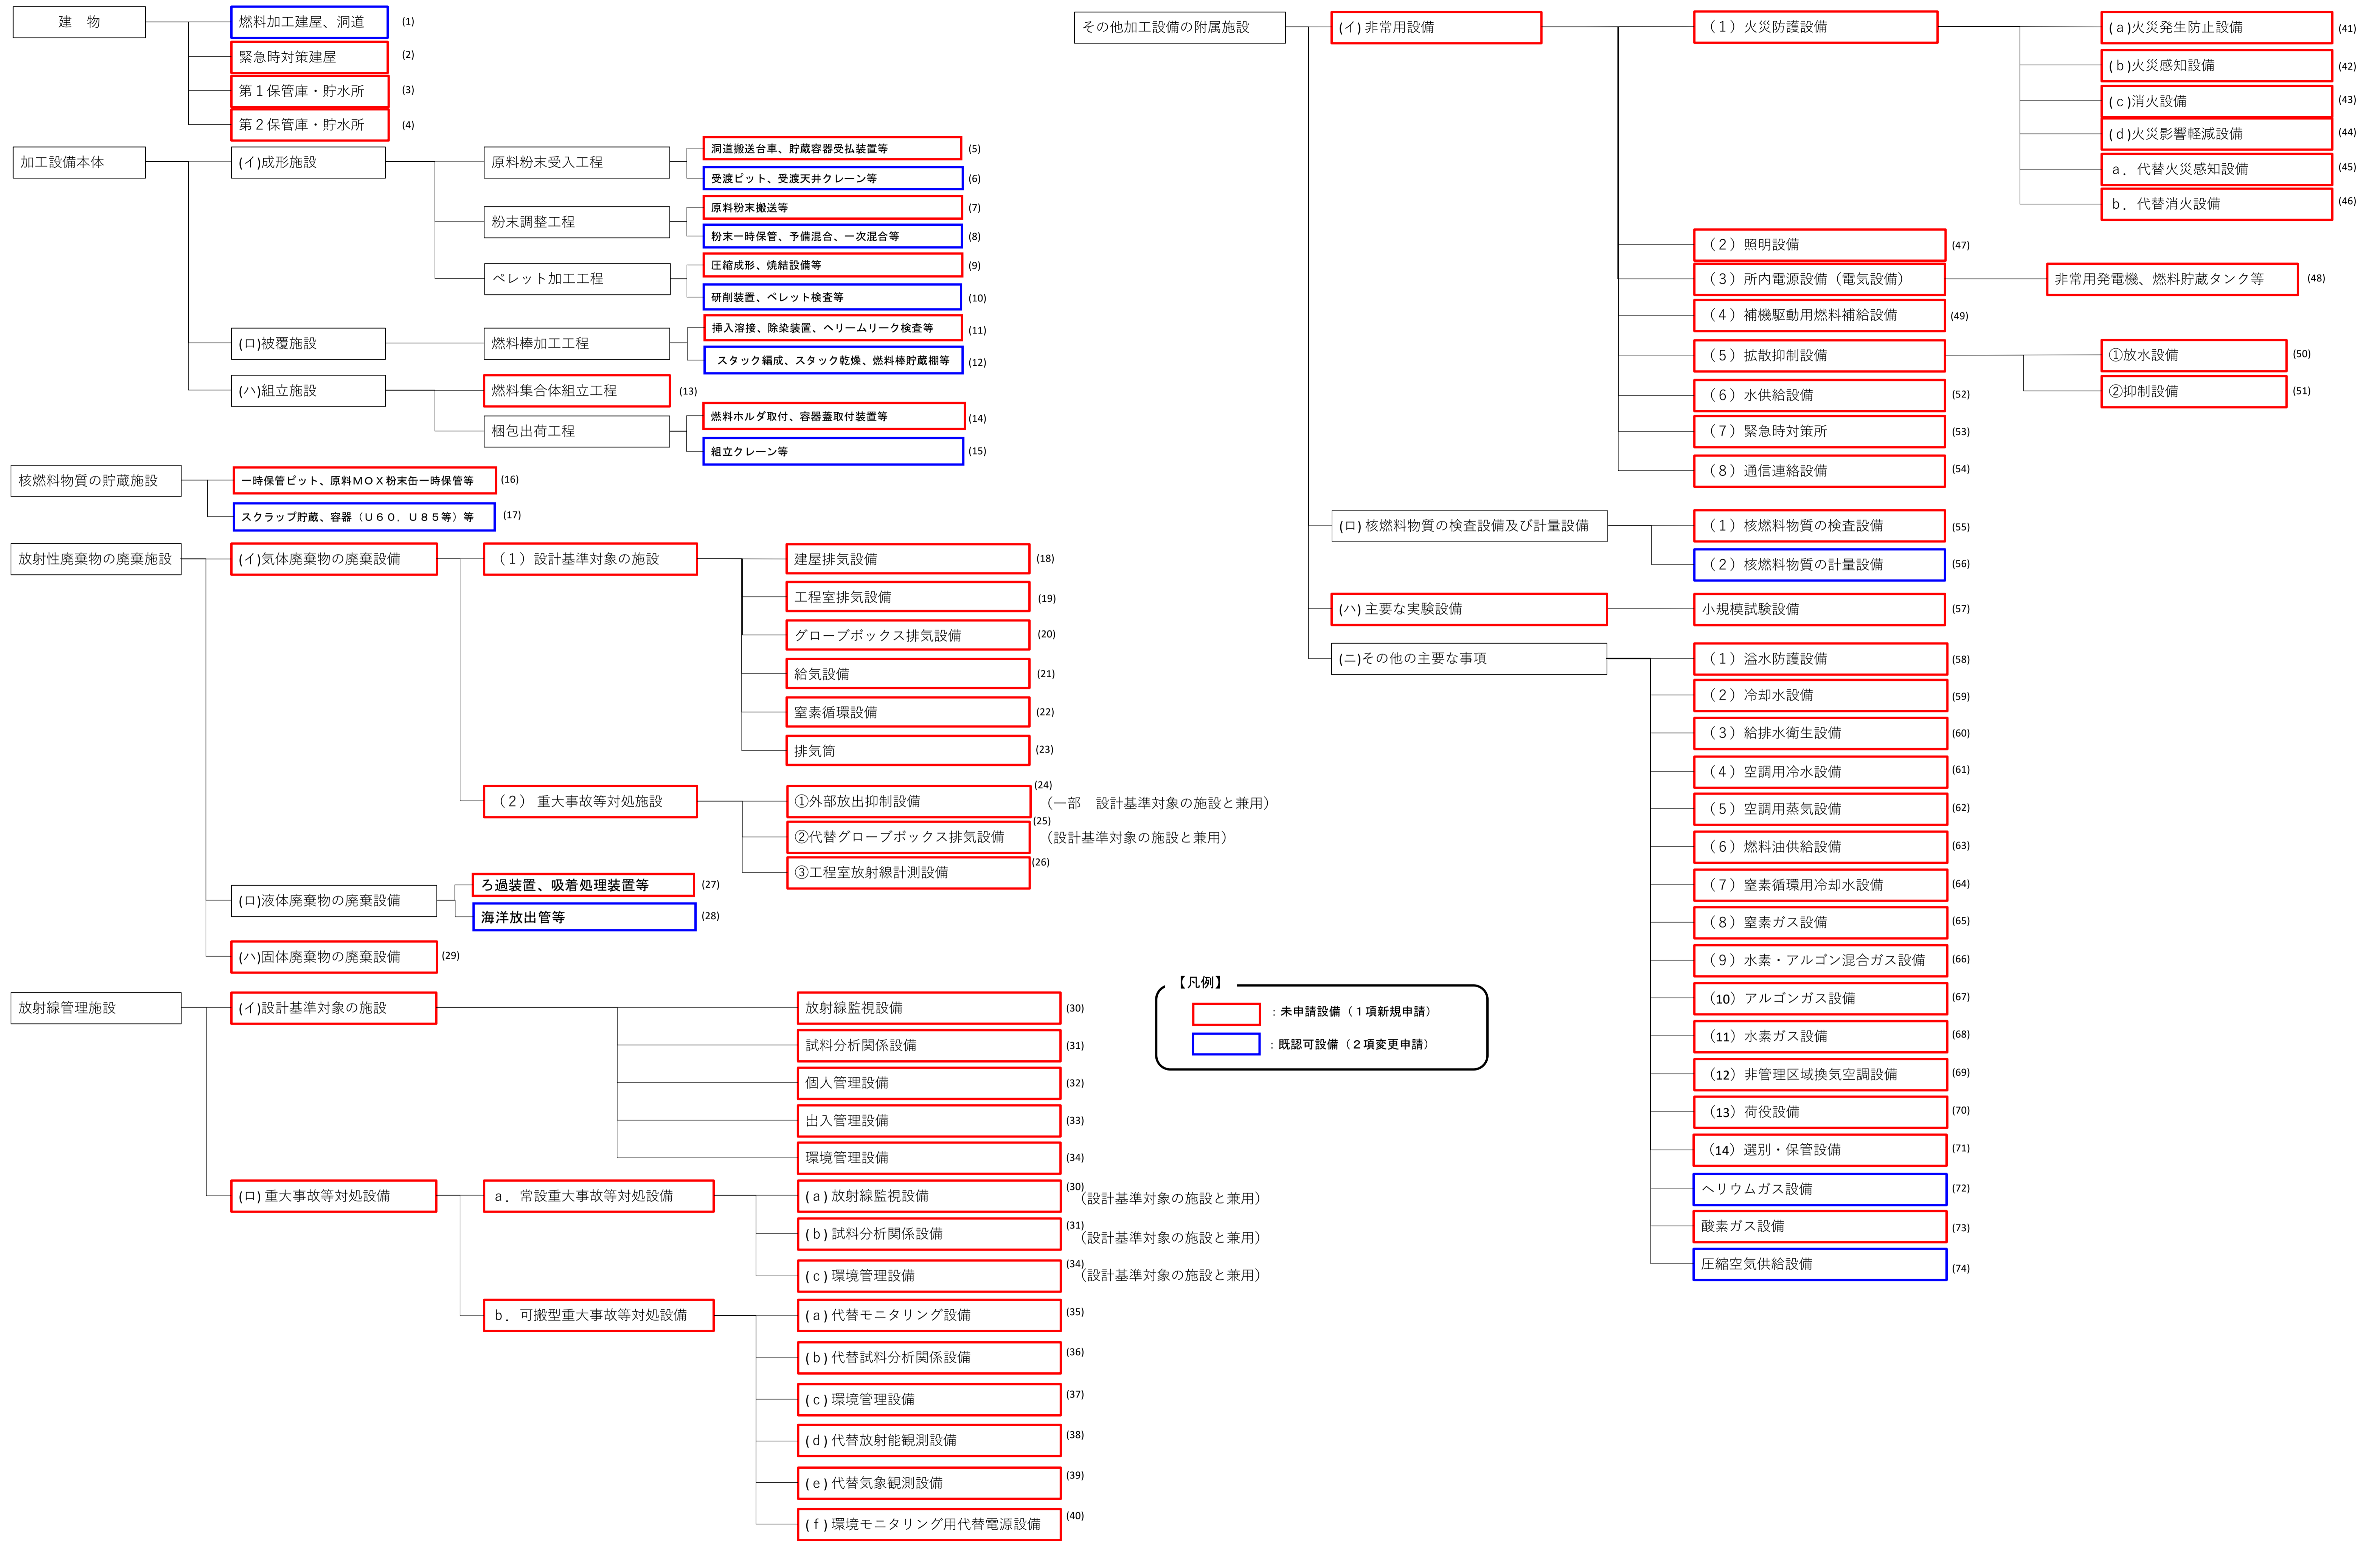 建　物
燃料加工建屋、洞道
(1)
緊急時対策建屋
(2)
第１保管庫・貯水所
(3)
第２保管庫・貯水所
(4)
加工設備本体
(イ)成形施設
原料粉末受入工程
洞道搬送台車、貯蔵容器受払装置等
(5)
受渡ピット、受渡天井クレーン等
(6)
粉末調整工程
原料粉末搬送等
(7)
粉末一時保管、予備混合、一次混合等
(8)
ペレット加工工程
圧縮成形、焼結設備等
(9)
研削装置、ペレット検査等
(10)
(ロ)被覆施設
燃料棒加工工程
挿入溶接、除染装置、ヘリームリーク検査等
(11)
スタック編成、スタック乾燥、燃料棒貯蔵棚等
(12)
(ハ)組立施設
燃料集合体組立工程
(13)
梱包出荷工程
燃料ホルダ取付、容器蓋取付装置等
(14)
組立クレーン等
(15)
核燃料物質の貯蔵施設
一時保管ピット、原料ＭＯＸ粉末缶一時保管等
(16)
スクラップ貯蔵、容器（Ｕ６０．Ｕ８５等）等
(17)
放射性廃棄物の廃棄施設
(イ)気体廃棄物の廃棄設備
（１）設計基準対象の施設
建屋排気設備
(18)
工程室排気設備
(19)
グローブボックス排気設備
(20)
給気設備
(21)
窒素循環設備
(22)
排気筒
(23)
（２） 重大事故等対処施設
①外部放出抑制設備
(24)
（一部　設計基準対象の施設と兼用）
②代替グローブボックス排気設備
(25)
（設計基準対象の施設と兼用）
③工程室放射線計測設備
(26)
(ロ)液体廃棄物の廃棄設備
ろ過装置、吸着処理装置等
(27)
海洋放出管等
(28)
(ハ)固体廃棄物の廃棄設備
(29)
放射線管理施設
(イ)設計基準対象の施設
放射線監視設備
(30)
試料分析関係設備
(31)
個人管理設備
(32)
出入管理設備
(33)
環境管理設備
(34)
(ロ) 重大事故等対処設備
ａ．常設重大事故等対処設備
(ａ) 放射線監視設備
(30)
（設計基準対象の施設と兼用）
(ｂ) 試料分析関係設備
(31)
（設計基準対象の施設と兼用）
(ｃ) 環境管理設備
(34)
（設計基準対象の施設と兼用）
ｂ．可搬型重大事故等対処設備
(ａ) 代替モニタリング設備
(35)
(ｂ) 代替試料分析関係設備
(36)
(ｃ) 環境管理設備
(37)
(ｄ) 代替放射能観測設備
(38)
(ｅ) 代替気象観測設備
(39)
(ｆ) 環境モニタリング用代替電源設備
(40)
その他加工設備の附属施設
(イ) 非常用設備
（１）火災防護設備
(ａ)火災発生防止設備
(41)
(ｂ)火災感知設備
(42)
(ｃ)消火設備
(43)
(ｄ)火災影響軽減設備
(44)
ａ．代替火災感知設備
(45)
ｂ．代替消火設備
(46)
（２）照明設備
(47)
（３）所内電源設備（電気設備）
非常用発電機、燃料貯蔵タンク等
(48)
（４）補機駆動用燃料補給設備
(49)
（５）拡散抑制設備
①放水設備
(50)
②抑制設備
(51)
（６）水供給設備
(52)
（７）緊急時対策所
(53)
（８）通信連絡設備
(54)
(ロ) 核燃料物質の検査設備及び計量設備
（１）核燃料物質の検査設備
(55)
（２）核燃料物質の計量設備
(56)
(ハ) 主要な実験設備
小規模試験設備
(57)
(ニ)その他の主要な事項
（１）溢水防護設備
(58)
（２）冷却水設備
(59)
（３）給排水衛生設備
(60)
（４）空調用冷水設備
(61)
（５）空調用蒸気設備
(62)
（６）燃料油供給設備
(63)
（７）窒素循環用冷却水設備
(64)
（８）窒素ガス設備
(65)
（９）水素・アルゴン混合ガス設備
(66)
（10）アルゴンガス設備
(67)
（11）水素ガス設備
(68)
（12）非管理区域換気空調設備
(69)
（13）荷役設備
(70)
（14）選別・保管設備
(71)
ヘリウムガス設備
(72)
酸素ガス設備
(73)
圧縮空気供給設備
(74)
【凡例】
：未申請設備（１項新規申請）
：既認可設備（２項変更申請）